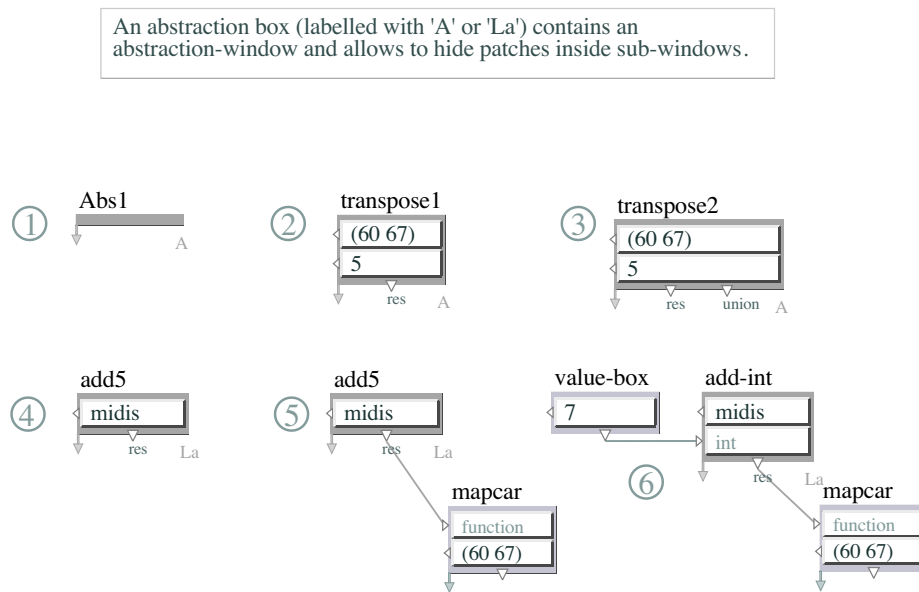 An abstraction box (labelled with 'A' or 'La') contains an
abstraction-window and allows to hide patches inside sub-windows.
1
Abs1
A
2
transpose1
(60 67)
5
res
A
3
transpose2
(60 67)
5
res union
A
4
add5
midis
res
La
5
add5
midis
res
La
mapcar
function
(60 67)
value-box
7
6
add-int
midis
int
res
La
mapcar
function
(60 67)